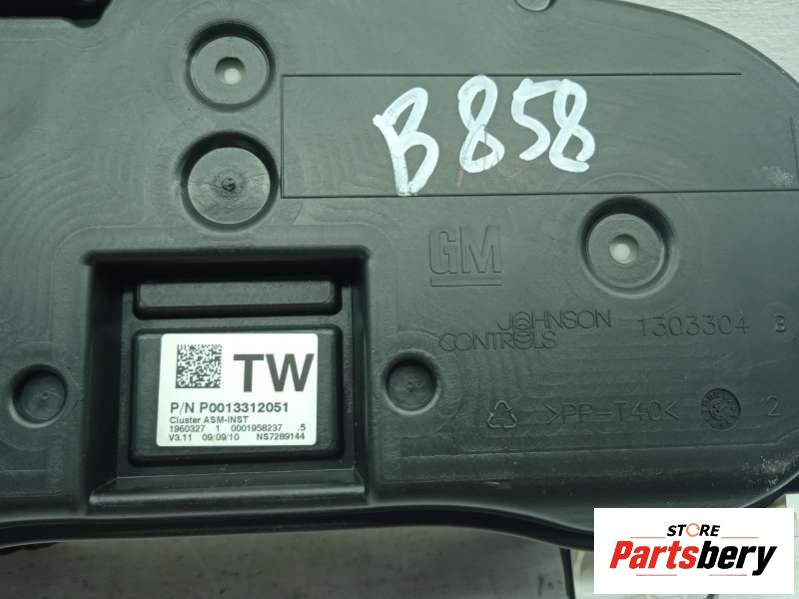 B858
GM
JOHNSON
CONTROLS
1303304 B
TW
P/N P0013312051
Cluster ASM-INST
1960327 1 0001958237 .5
V3.11 09/09/10 NS7289144
>PP-T40<
2
STORE
Partsbery